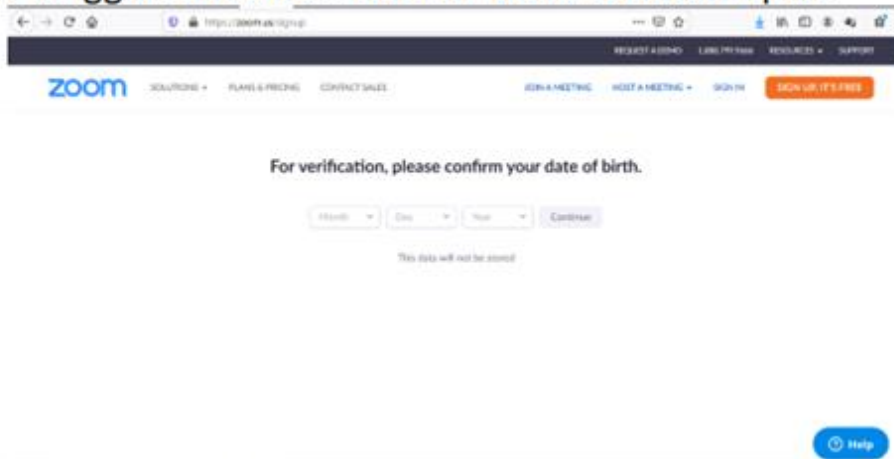 https://zoom.us/signup
REQUEST A DEMO RESOURCES SUPPORT
zoom SOLUTIONS PLANS & PRICING CONTACT SALES JOIN A MEETING HOST A MEETING SIGN IN SIGN UP, IT'S FREE
For verification, please confirm your date of birth.
Month Day Year Continue
This data will not be stored
Help